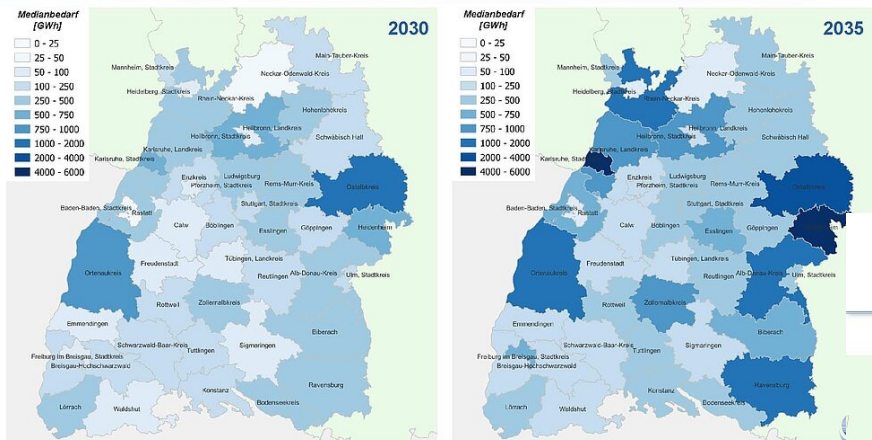 Medianbedarf
[GWh]
2030
0 - 25
25 - 50
50 - 100
100 - 250
250 - 500
500 - 750
750 - 1000
1000 - 2000
2000 - 4000
4000 - 6000
Main-Tauber-Kreis
Mannheim, Stadtkreis
Neckar-Odenwald-Kreis
Heidelberg, Stadtkreis
Rhein-Neckar-Kreis
Hohenlohekreis
Heilbronn, Landkreis
Heilbronn, Stadtkreis
Schwäbisch Hall
Karlsruhe, Landkreis
Karlsruhe, Stadtkreis
Enzkreis
Ludwigsburg
Pforzheim, Stadtkreis
Rems-Murr-Kreis
Ostalbkreis
Baden-Baden, Stadtkreis
Rastatt
Stuttgart, Stadtkreis
Calw
Böblingen
Esslingen
Göppingen
Heidenheim
Ortenaukreis
Freudenstadt
Tübingen, Landkreis
Reutlingen
Alb-Donau-Kreis
Ulm, Stadtkreis
Rottweil
Zollernalbkreis
Emmendingen
Biberach
Schwarzwald-Baar-Kreis
Tuttlingen
Sigmaringen
Freiburg im Breisgau, Stadtkreis
Breisgau-Hochschwarzwald
Konstanz
Ravensburg
Bodenseekreis
Lörrach
Waldshut
Medianbedarf
[GWh]
2035
0 - 25
25 - 50
50 - 100
100 - 250
250 - 500
500 - 750
750 - 1000
1000 - 2000
2000 - 4000
4000 - 6000
Main-Tauber-Kreis
Mannheim, Stadtkreis
Neckar-Odenwald-Kreis
Heidelberg, Stadtkreis
Rhein-Neckar-Kreis
Hohenlohekreis
Heilbronn, Landkreis
Heilbronn, Stadtkreis
Schwäbisch Hall
Karlsruhe, Landkreis
Enzkreis
Ludwigsburg
Pforzheim, Stadtkreis
Rems-Murr-Kreis
Ostalbkreis
Baden-Baden, Stadtkreis
Rastatt
Stuttgart, Stadtkreis
Calw
Böblingen
Esslingen
Göppingen
Ortenaukreis
Freudenstadt
Tübingen, Landkreis
Reutlingen
Alb-Donau-Kreis
Ulm, Stadtkreis
Rottweil
Zollernalbkreis
Emmendingen
Biberach
Schwarzwald-Baar-Kreis
Tuttlingen
Sigmaringen
Freiburg im Breisgau, Stadtkreis
Breisgau-Hochschwarzwald
Konstanz
Ravensburg
Bodenseekreis
Lörrach
Waldshut